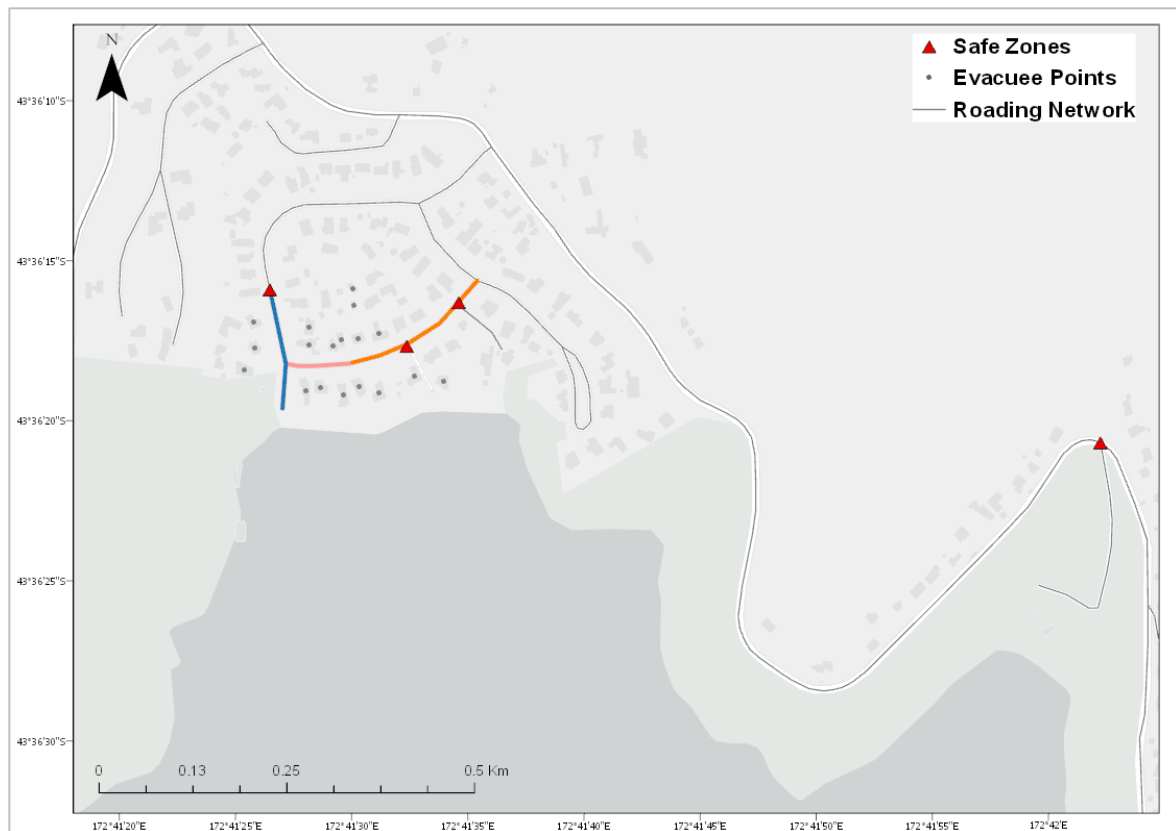 N
Safe Zones
Evacuee Points
Roading Network
43°36'10"S
43°36'15"S
43°36'20"S
43°36'25"S
43°36'30"S
0 0.13 0.25 0.5 Km
172°41'20"E 172°41'25"E 172°41'30"E 172°41'35"E 172°41'40"E 172°41'45"E 172°41'50"E 172°41'55"E 172°42'E